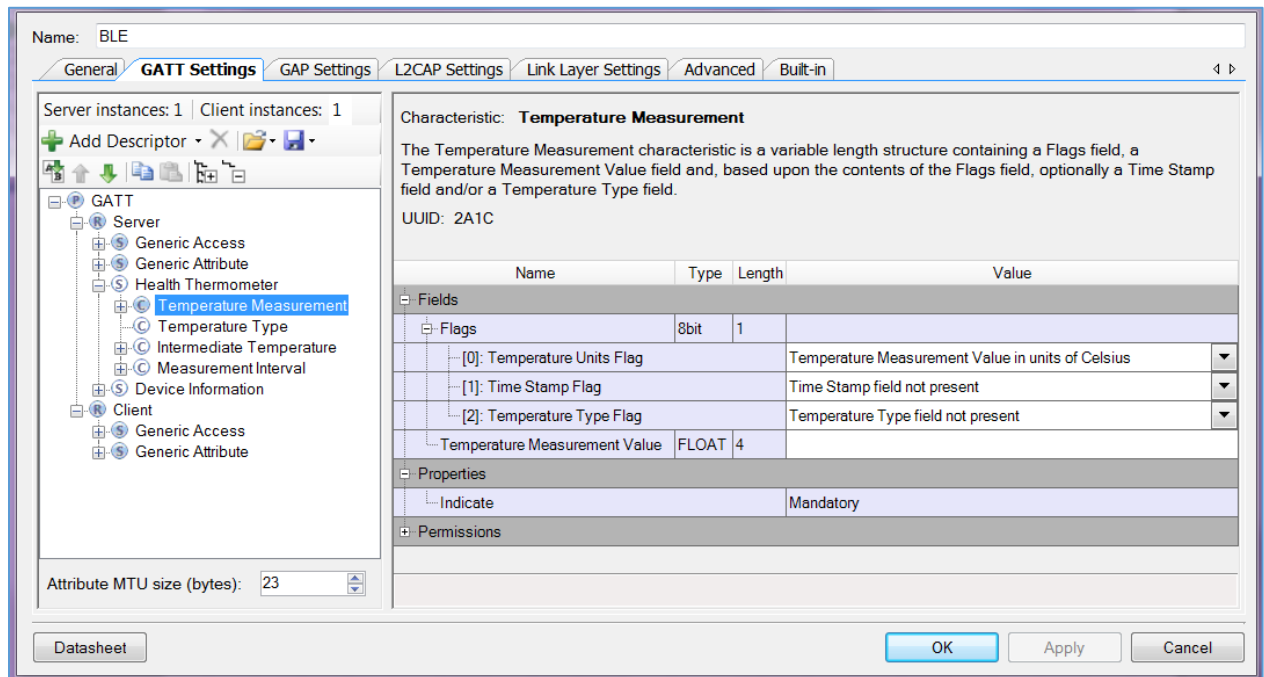 Name: BLE
General GATT Settings GAP Settings L2CAP Settings Link Layer Settings Advanced Built-in
Server instances: 1 Client instances: 1
Add Descriptor
GATT
Server
Generic Access
Generic Attribute
Health Thermometer
Temperature Measurement
Temperature Type
Intermediate Temperature
Measurement Interval
Device Information
Client
Generic Access
Generic Attribute
Attribute MTU size (bytes): 23
Characteristic: Temperature Measurement
The Temperature Measurement characteristic is a variable length structure containing a Flags field, a
Temperature Measurement Value field and, based upon the contents of the Flags field, optionally a Time Stamp
field and/or a Temperature Type field.
UUID: 2A1C
Name Type Length Value
Fields
Flags 8bit 1
[0]: Temperature Units Flag Temperature Measurement Value in units of Celsius
[1]: Time Stamp Flag Time Stamp field not present
[2]: Temperature Type Flag Temperature Type field not present
Temperature Measurement Value FLOAT 4
Properties
Indicate Mandatory
Permissions
Datasheet OK Apply Cancel